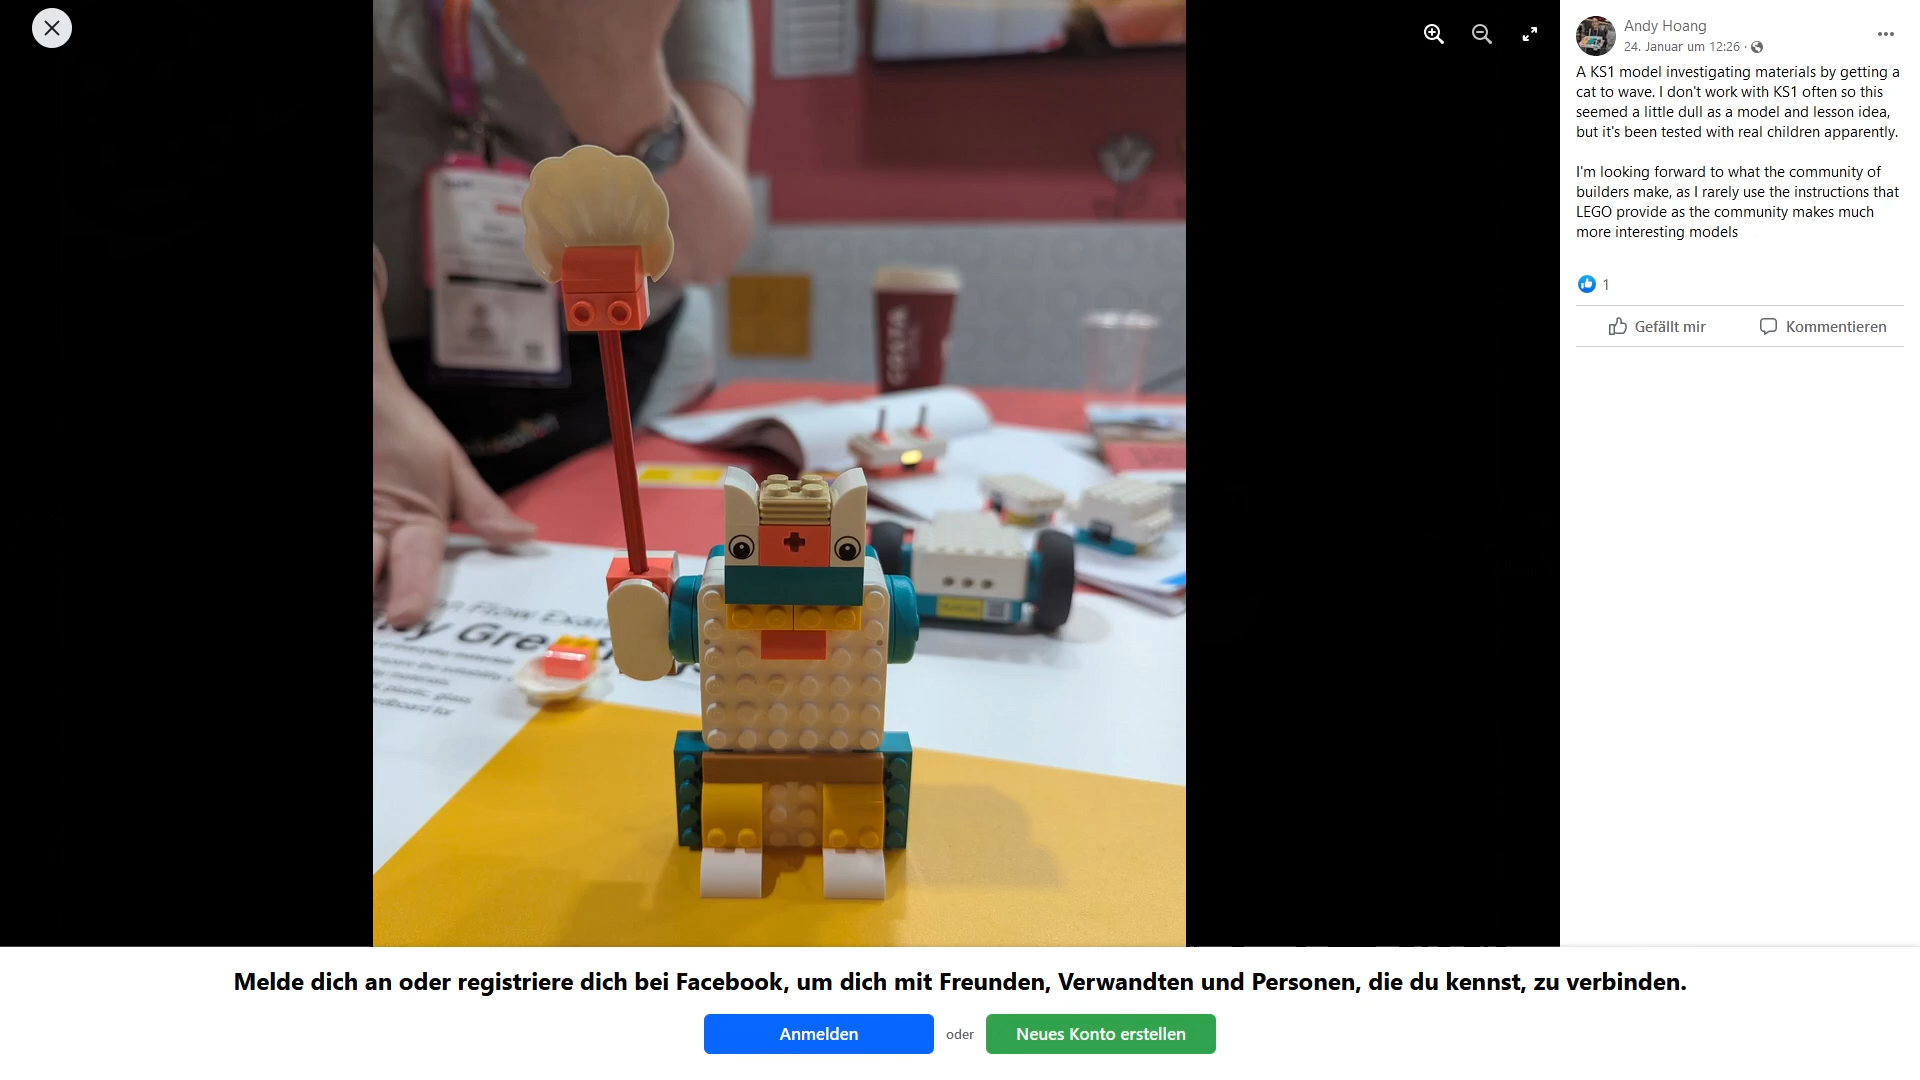 Andy Hoang
24. Januar um 12:26 ·
A KS1 model investigating materials by getting a
cat to wave. I don't work with KS1 often so this
seemed a little dull as a model and lesson idea,
but it's been tested with real children apparently.
I'm looking forward to what the community of
builders make, as I rarely use the instructions that
LEGO provide as the community makes much
more interesting models
1
Gefällt mir
Kommentieren
COSTA
Melde dich an oder registriere dich bei Facebook, um dich mit Freunden, Verwandten und Personen, die du kennst, zu verbinden.
Anmelden oder Neues Konto erstellen